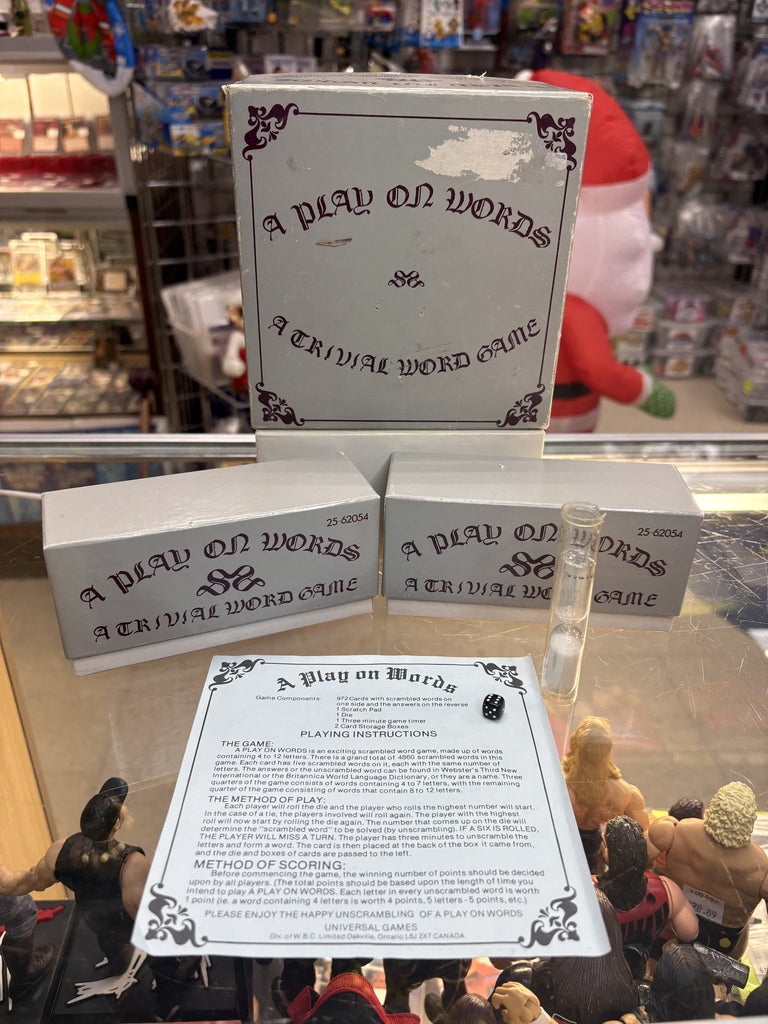 A PLAY ON WORDS
A TRIVIAL WORD GAME
25-62054
A PLAY ON WORDS
A TRIVIAL WORD GAME
25-62054
A PLAY ON WORDS
A TRIVIAL WORD GAME
A Play on Words
Game Components: 972 Cards with scrambled words on
one side and the answers on the reverse
1 Scratch Pad
1 Die
1 Three minute game timer
2 Card Storage Boxes
PLAYING INSTRUCTIONS
THE GAME:
A PLAY ON WORDS is an exciting scrambled word game, made up of words
containing 4 to 12 letters. There is a grand total of 4860 scrambled words in this
game. Each card has five scrambled words on it, each with the same number of
letters. The answers or the unscrambled word can be found in Webster's Third New
International or the Britannica World Language Dictionary, or they are a name. Three
quarters of the game consists of words containing 4 to 7 letters, with the remaining
quarter of the game consists of words that contain 8 to 12 letters.
THE METHOD OF PLAY:
Each player will roll the die and the player who rolls the highest number will start.
In the case of a tie, the players involved will roll again. The player with the highest
roll will now start by rolling the die again. The number that comes up on the die will
determine the "scrambled word" to be solved (by unscrambling). IF A SIX IS ROLLED,
THE PLAYER WILL MISS A TURN. The player has three minutes to unscramble the
letters and form a word. The card is then placed at the back of the box it came from,
and the die and boxes of cards are passed to the left.
METHOD OF SCORING:
Before commencing the game, the winning number of points should be decided
upon by all players. (The total points should be based upon the length of time you
intend to play A PLAY ON WORDS. Each letter in every unscrambled word is worth
1 point (ie. a word containing 4 letters is worth 4 points, 5 letters - 5 points, etc.)
PLEASE ENJOY THE HAPPY UNSCRAMBLING OF A PLAY ON WORDS
UNIVERSAL GAMES
Div. of W.B.C. Limited Oakville, Ontario L6J 2X7 CANADA